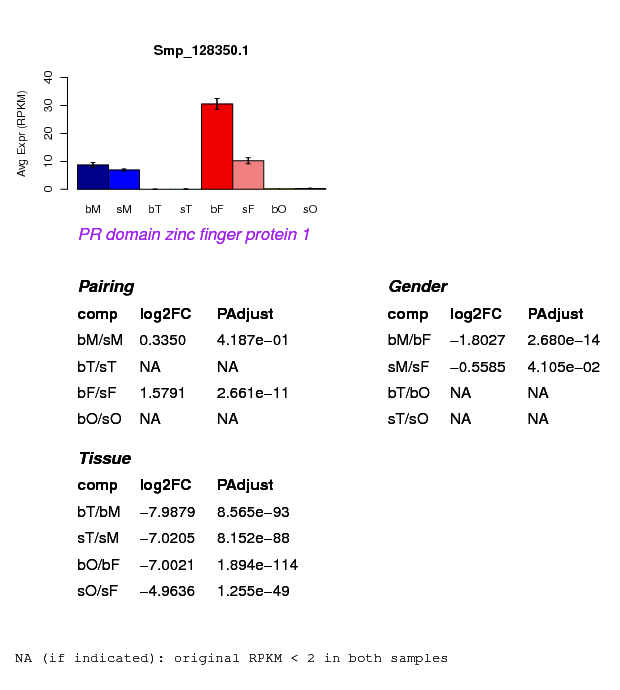 Smp_128350.1
Avg Expr (RPKM)
40
30
20
10
0
bM sM bT sT bF sF bO sO
PR domain zinc finger protein 1
Pairing
comp log2FC PAdjust
bM/sM 0.3350 4.187e−01
bT/sT NA NA
bF/sF 1.5791 2.661e−11
bO/sO NA NA
Gender
comp log2FC PAdjust
bM/bF −1.8027 2.680e−14
sM/sF −0.5585 4.105e−02
bT/bO NA NA
sT/sO NA NA
Tissue
comp log2FC PAdjust
bT/bM −7.9879 8.565e−93
sT/sM −7.0205 8.152e−88
bO/bF −7.0021 1.894e−114
sO/sF −4.9636 1.255e−49
NA (if indicated): original RPKM < 2 in both samples